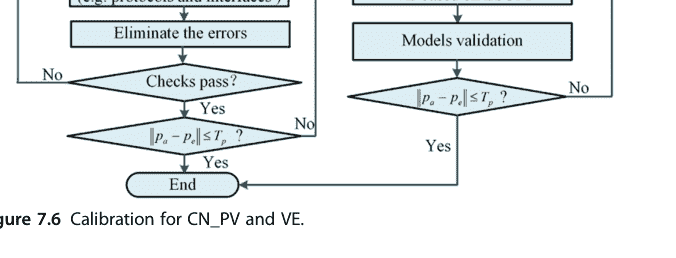 (e.g. protocols and interfaces )
Eliminate the errors
No
Checks pass?
Yes
No
‖pₐ − pₑ‖ ≤ Tₚ ?
Yes
End
Models validation
No
‖pₐ − pₑ‖ ≤ Tₚ ?
Yes
gure 7.6 Calibration for CN_PV and VE.